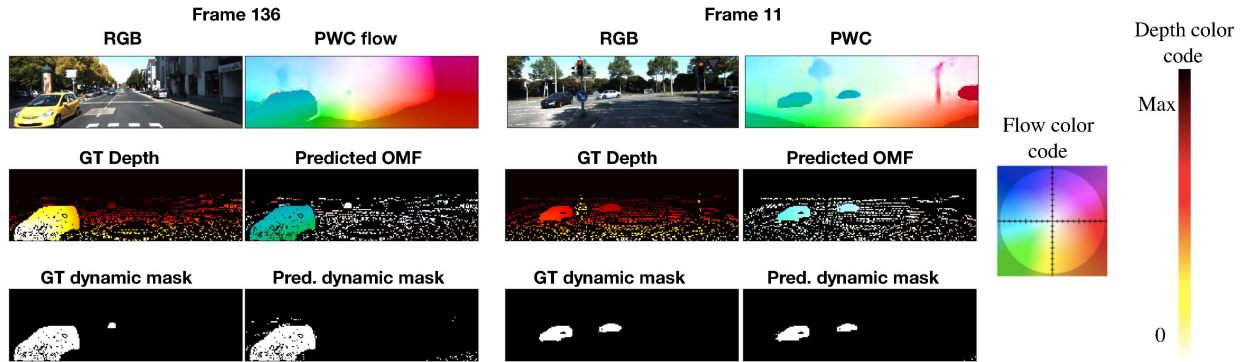 Frame 136
RGB
PWC flow
GT Depth
Predicted OMF
GT dynamic mask
Pred. dynamic mask
Frame 11
RGB
PWC
GT Depth
Predicted OMF
GT dynamic mask
Pred. dynamic mask
Flow color
code
Depth color
code
Max
0